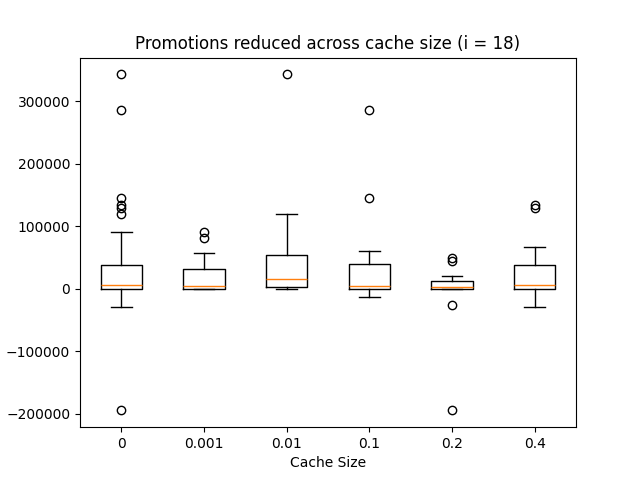 Promotions reduced across cache size (i = 18)
300000
200000
100000
0
−100000
−200000
0 0.001 0.01 0.1 0.2 0.4
Cache Size